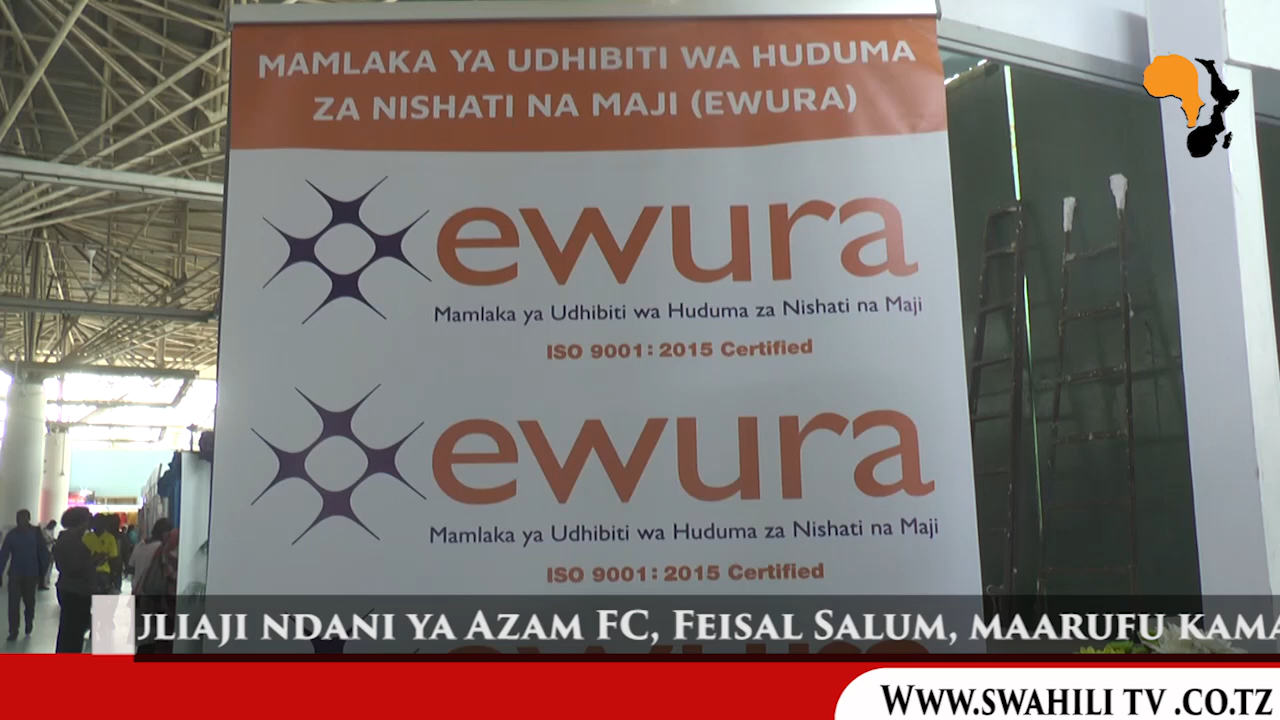 MAMLAKA YA UDHIBITI WA HUDUMA
ZA NISHATI NA MAJI (EWURA)
ewura
Mamlaka ya Udhibiti wa Huduma za Nishati na Maji
ISO 9001: 2015 Certified
ewura
Mamlaka ya Udhibiti wa Huduma za Nishati na Maji
ISO 9001: 2015 Certified
NDANI YA AZAM FC, FEISAL SALUM, MAARUFU KAMA
WWW.SWAHILI TV .CO.TZ